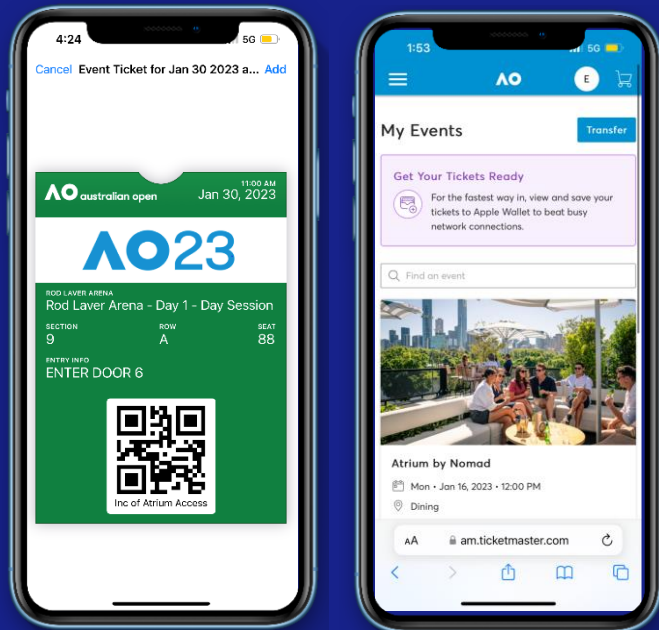 4:24
5G
Cancel Event Ticket for Jan 30 2023 a... Add
AO australian open
11:00 AM
Jan 30, 2023
AO23
ROD LAVER ARENA
Rod Laver Arena - Day 1 - Day Session
SECTION ROW SEAT
9 A 88
ENTRY INFO
ENTER DOOR 6
Inc of Atrium Access
1:53
5G
AO
E
My Events
Transfer
Get Your Tickets Ready
For the fastest way in, view and save your
tickets to Apple Wallet to beat busy
network connections.
Find an event
Atrium by Nomad
Mon • Jan 16, 2023 • 12:00 PM
Dining
AA am.ticketmaster.com